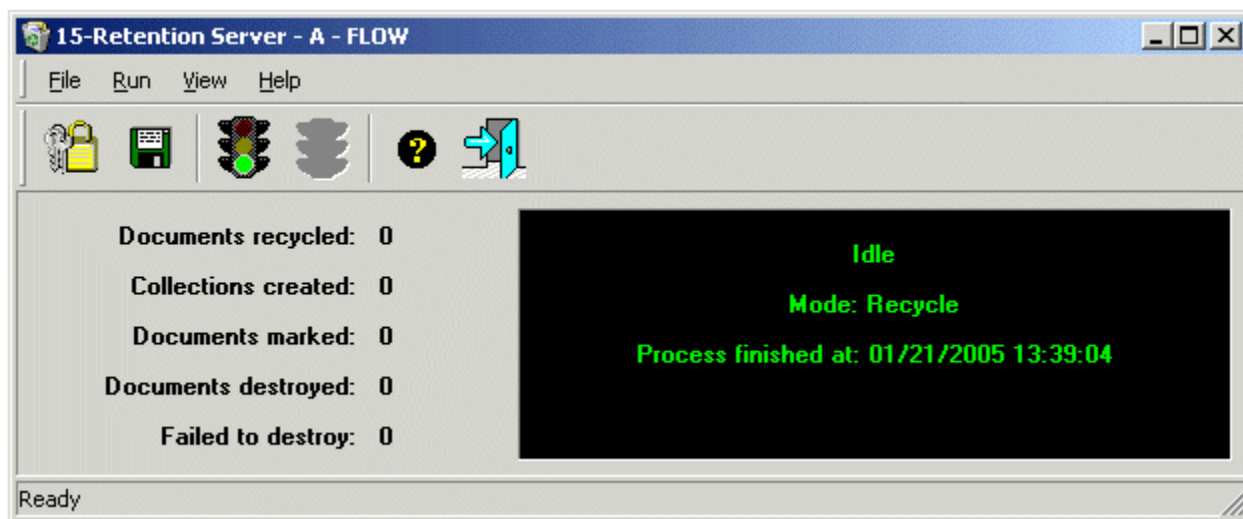 15-Retention Server - A - FLOW
File Run View Help
?
Documents recycled: 0
Collections created: 0
Documents marked: 0
Documents destroyed: 0
Failed to destroy: 0
Idle
Mode: Recycle
Process finished at: 01/21/2005 13:39:04
Ready